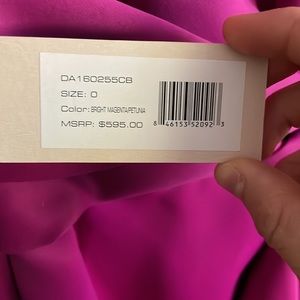 DA160255CB
SIZE: 0
Color: BRIGHT MAGENTA/PETUNIA
MSRP: $595.00
8 46153 52092 3